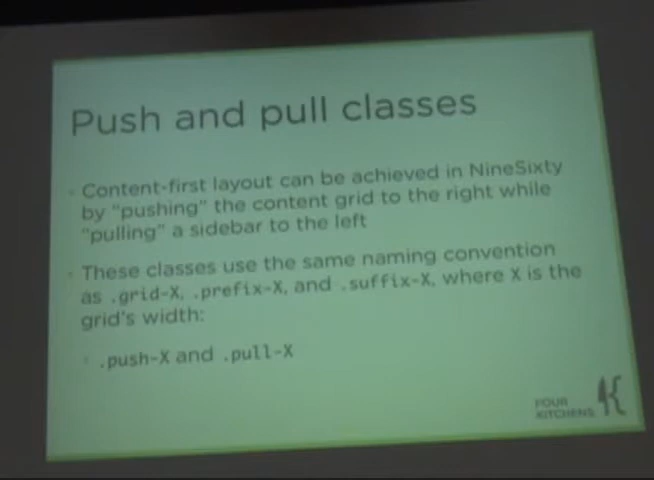 Push and pull classes
Content-first layout can be achieved in NineSixty
by "pushing" the content grid to the right while
"pulling" a sidebar to the left
These classes use the same naming convention
as .grid-X, .prefix-X, and .suffix-X, where X is the
grid's width:
.push-X and .pull-X
FOUR
KITCHENS